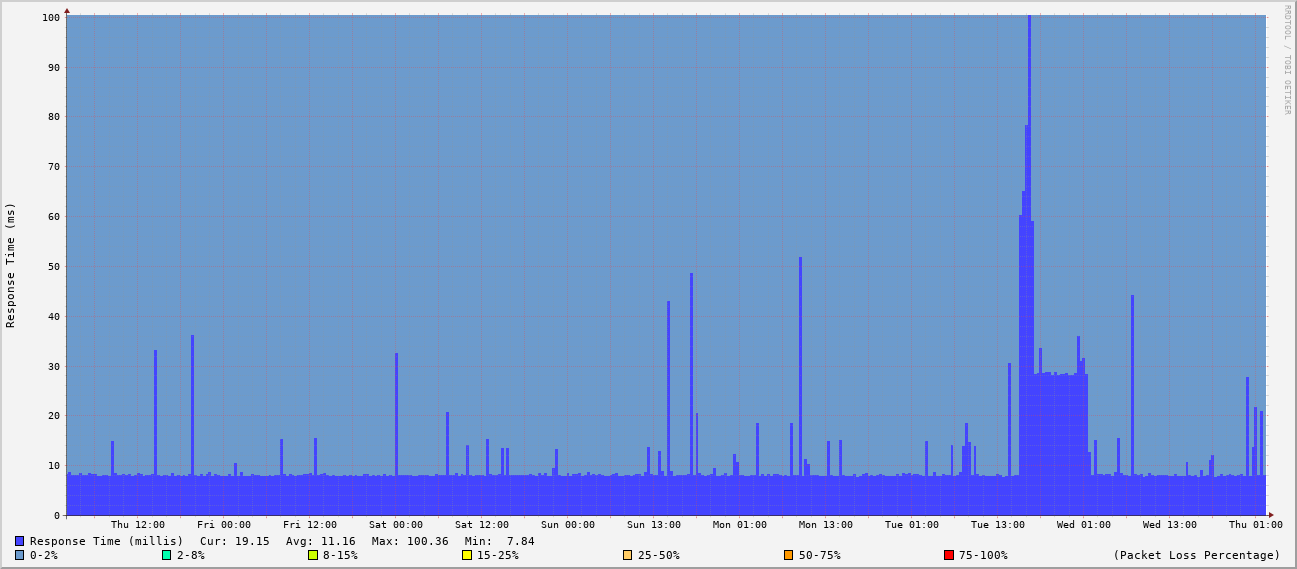 100
90
80
70
60
50
40
30
20
10
0
Response Time (ms)
RRDTOOL / TOBI OETIKER
Thu 12:00 Fri 00:00 Fri 12:00 Sat 00:00 Sat 12:00 Sun 00:00 Sun 13:00 Mon 01:00 Mon 13:00 Tue 01:00 Tue 13:00 Wed 01:00 Wed 13:00 Thu 01:00
Response Time (millis) Cur: 19.15 Avg: 11.16 Max: 100.36 Min: 7.84
0-2% 2-8% 8-15% 15-25% 25-50% 50-75% 75-100% (Packet Loss Percentage)